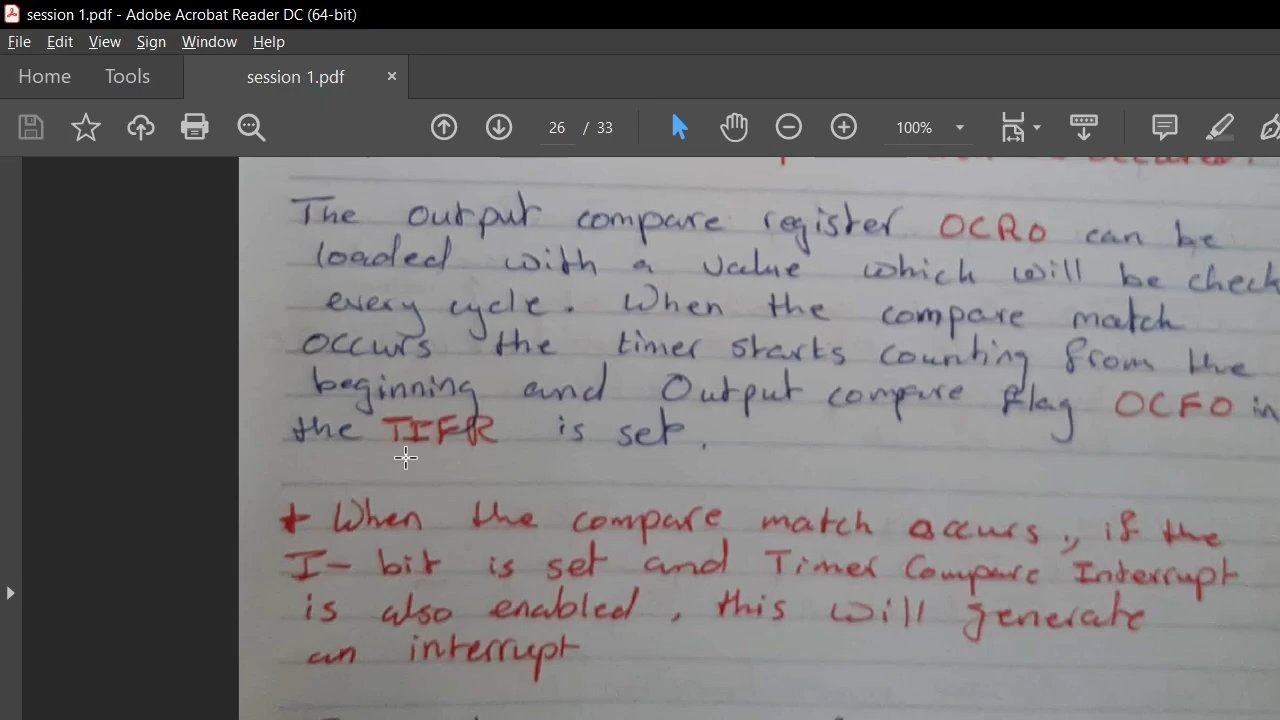 session 1.pdf - Adobe Acrobat Reader DC (64-bit)
File Edit View Sign Window Help
Home Tools session 1.pdf ×
26 / 33 100%
The output compare register OCR0 can be
loaded with a value which will be check
every cycle. When the compare match
occurs the timer starts counting from the
beginning and Output compare flag OCF0 in
the TIFR is set.
+ When the compare match occurs, if the
I- bit is set and Timer Compare Interrupt
is also enabled, this will generate
an interrupt